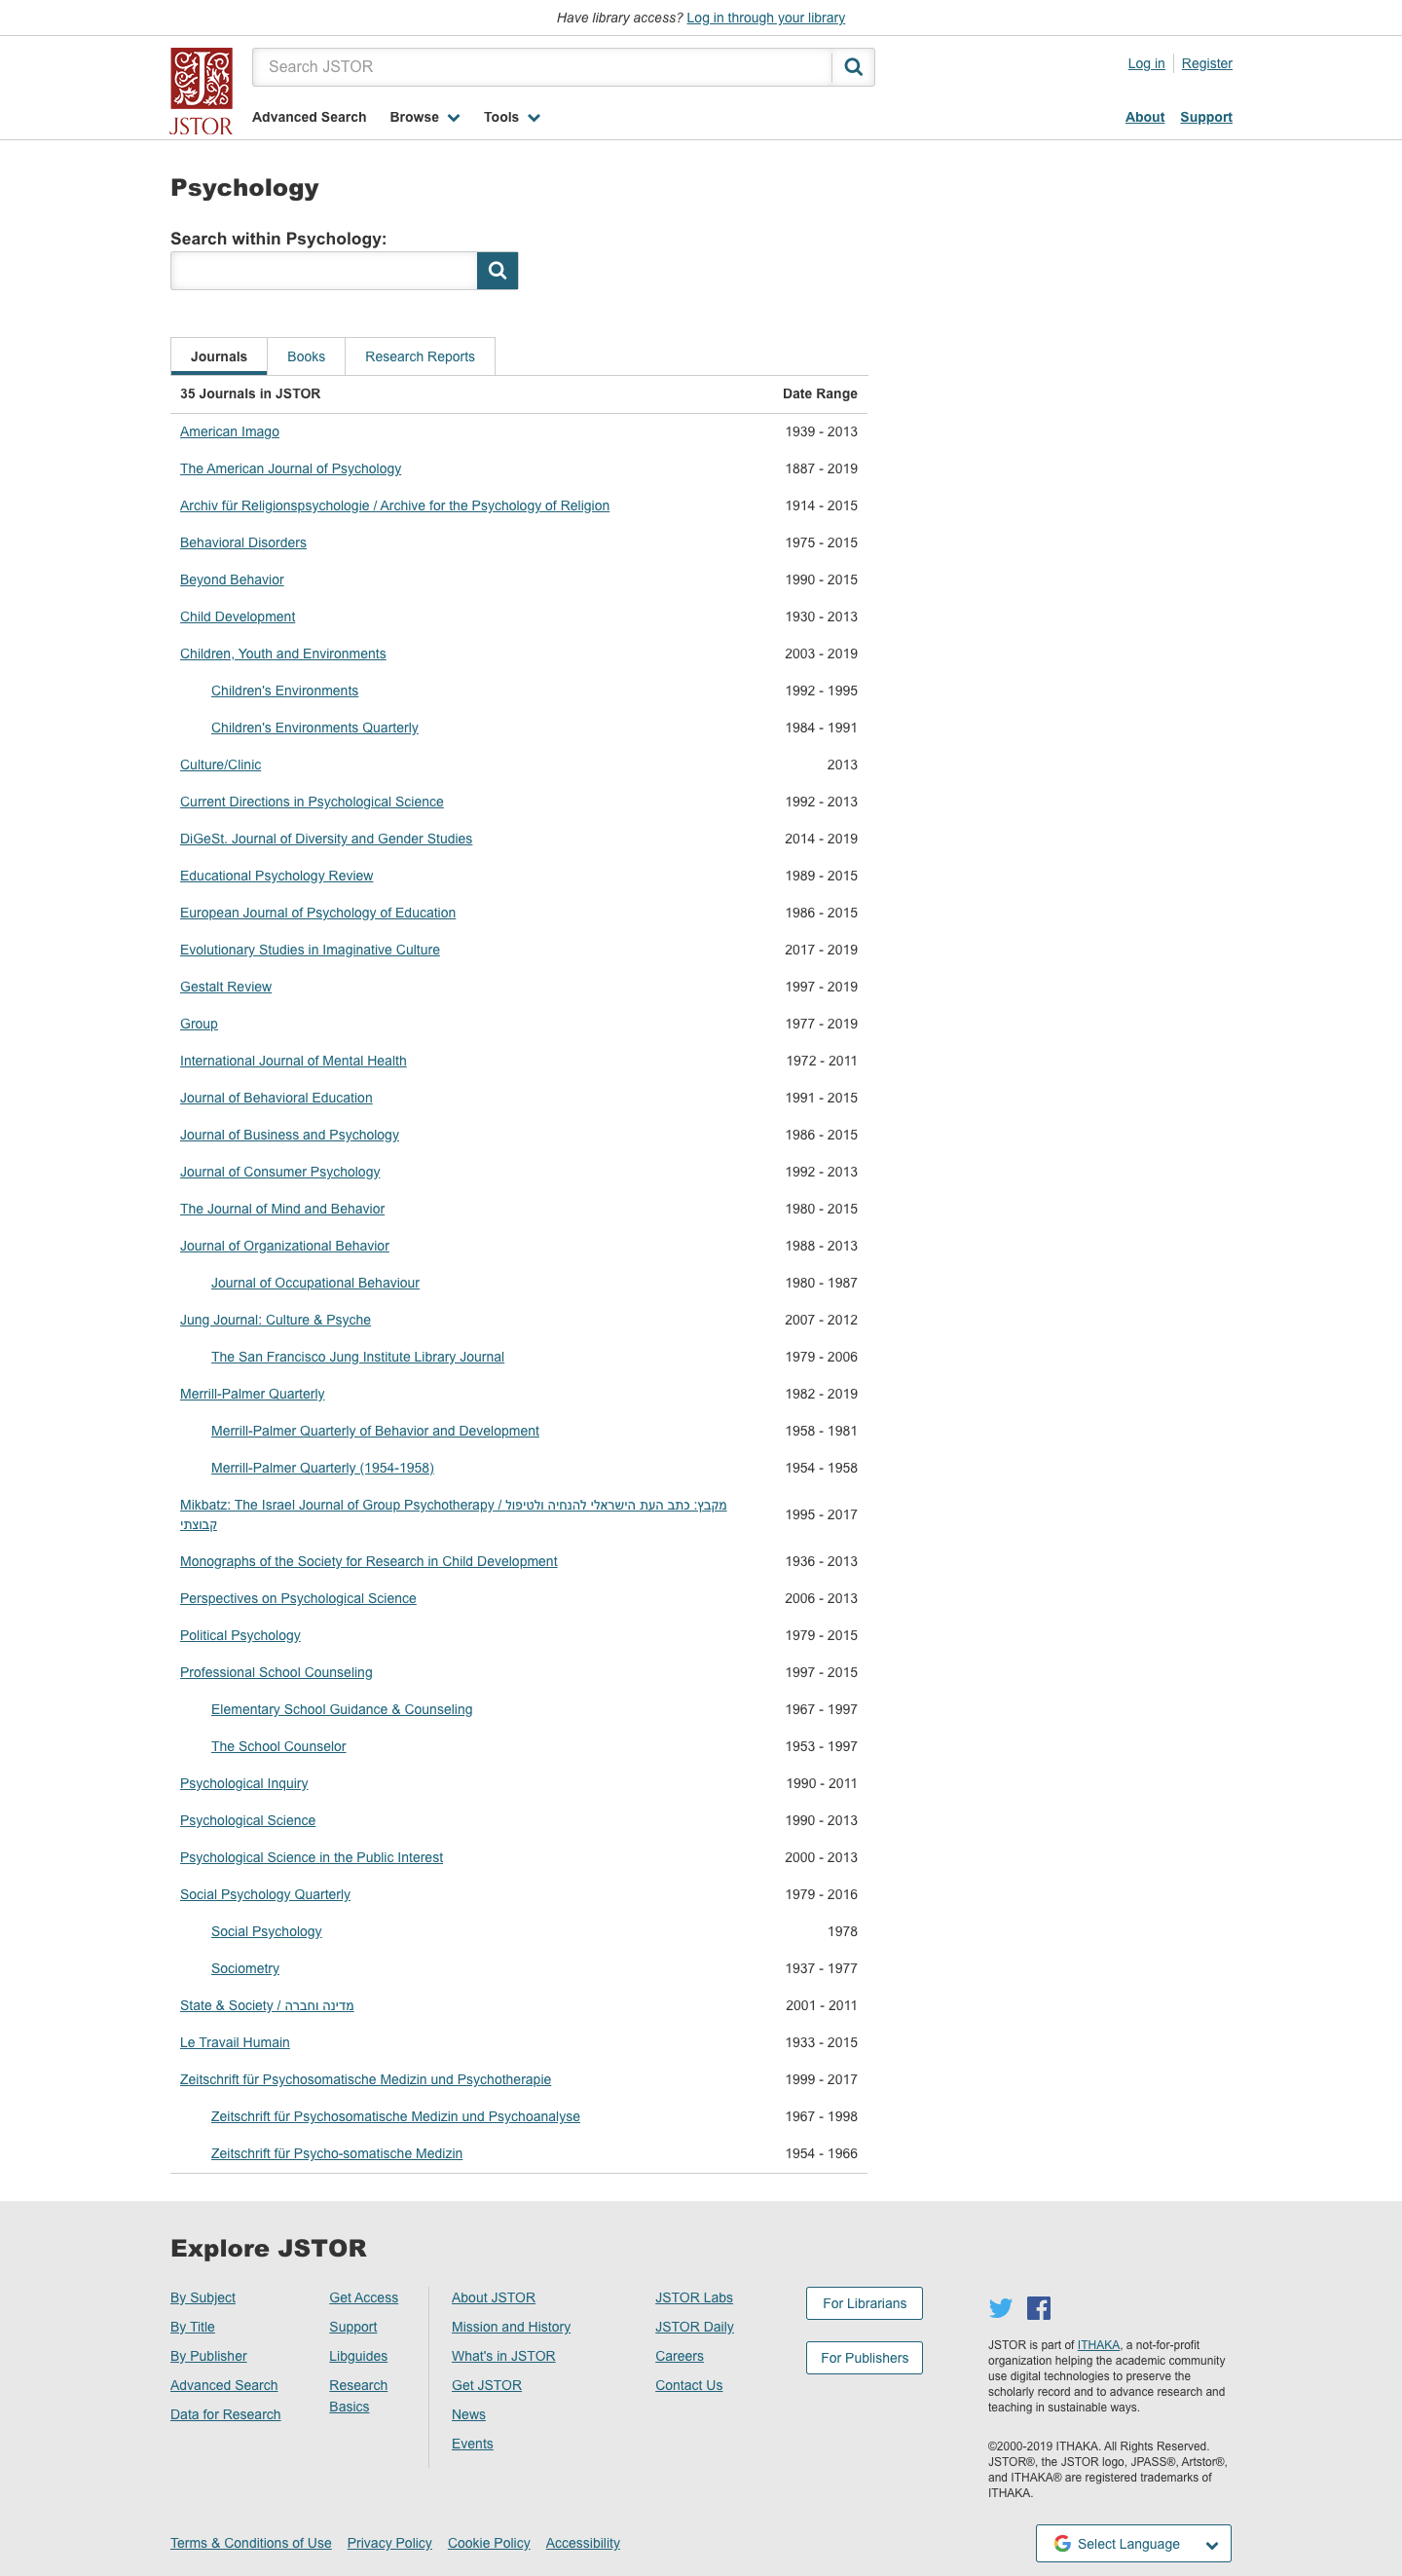 Have library access? Log in through your library
Search JSTOR
Log in
Register
JSTOR
Advanced Search
Browse
Tools
About
Support
Psychology
Search within Psychology:
Journals
Books
Research Reports
35 Journals in JSTOR Date Range
American Imago 1939 - 2013
The American Journal of Psychology 1887 - 2019
Archiv für Religionspsychologie / Archive for the Psychology of Religion 1914 - 2015
Behavioral Disorders 1975 - 2015
Beyond Behavior 1990 - 2015
Child Development 1930 - 2013
Children, Youth and Environments 2003 - 2019
Children's Environments 1992 - 1995
Children's Environments Quarterly 1984 - 1991
Culture/Clinic 2013
Current Directions in Psychological Science 1992 - 2013
DiGeSt. Journal of Diversity and Gender Studies 2014 - 2019
Educational Psychology Review 1989 - 2015
European Journal of Psychology of Education 1986 - 2015
Evolutionary Studies in Imaginative Culture 2017 - 2019
Gestalt Review 1997 - 2019
Group 1977 - 2019
International Journal of Mental Health 1972 - 2011
Journal of Behavioral Education 1991 - 2015
Journal of Business and Psychology 1986 - 2015
Journal of Consumer Psychology 1992 - 2013
The Journal of Mind and Behavior 1980 - 2015
Journal of Organizational Behavior 1988 - 2013
Journal of Occupational Behaviour 1980 - 1987
Jung Journal: Culture & Psyche 2007 - 2012
The San Francisco Jung Institute Library Journal 1979 - 2006
Merrill-Palmer Quarterly 1982 - 2019
Merrill-Palmer Quarterly of Behavior and Development 1958 - 1981
Merrill-Palmer Quarterly (1954-1958) 1954 - 1958
Mikbatz: The Israel Journal of Group Psychotherapy / מקבץ: כתב העת הישראלי להנחיה ולטיפול
קבוצתי 1995 - 2017
Monographs of the Society for Research in Child Development 1936 - 2013
Perspectives on Psychological Science 2006 - 2013
Political Psychology 1979 - 2015
Professional School Counseling 1997 - 2015
Elementary School Guidance & Counseling 1967 - 1997
The School Counselor 1953 - 1997
Psychological Inquiry 1990 - 2011
Psychological Science 1990 - 2013
Psychological Science in the Public Interest 2000 - 2013
Social Psychology Quarterly 1979 - 2016
Social Psychology 1978
Sociometry 1937 - 1977
State & Society / מדינה וחברה 2001 - 2011
Le Travail Humain 1933 - 2015
Zeitschrift für Psychosomatische Medizin und Psychotherapie 1999 - 2017
Zeitschrift für Psychosomatische Medizin und Psychoanalyse 1967 - 1998
Zeitschrift für Psycho-somatische Medizin 1954 - 1966
Explore JSTOR
By Subject
By Title
By Publisher
Advanced Search
Data for Research
Get Access
Support
Libguides
Research
Basics
About JSTOR
Mission and History
What's in JSTOR
Get JSTOR
News
Events
JSTOR Labs
JSTOR Daily
Careers
Contact Us
For Librarians
For Publishers
JSTOR is part of ITHAKA, a not-for-profit
organization helping the academic community
use digital technologies to preserve the
scholarly record and to advance research and
teaching in sustainable ways.
©2000-2019 ITHAKA. All Rights Reserved.
JSTOR®, the JSTOR logo, JPASS®, Artstor®,
and ITHAKA® are registered trademarks of
ITHAKA.
Terms & Conditions of Use
Privacy Policy
Cookie Policy
Accessibility
Select Language